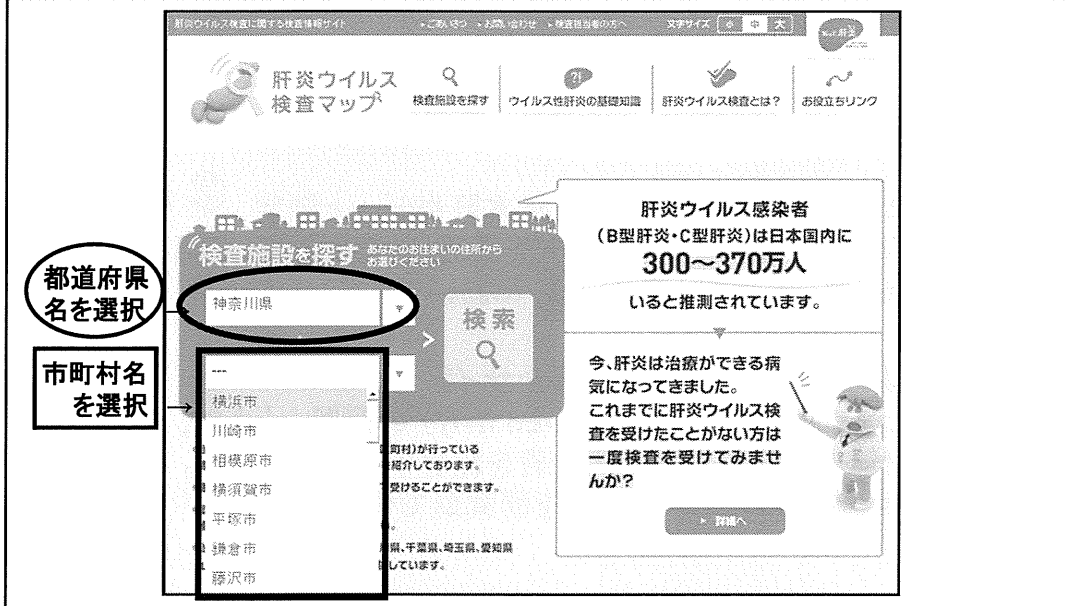 肝炎ウイルス検査に関する検査情報サイト
・ごあいさつ ・お問い合わせ ・検査担当者の方へ
文字サイズ 小 中 大
肝炎ウイルス
検査マップ
検査施設を探す
?!
ウイルス性肝炎の基礎知識
肝炎ウイルス検査とは?
お役立ちリンク
検査施設を探す
あなたのお住まいの住所から
お選びください
都道府県
名を選択
→
神奈川県
▼
>
検索
市町村名
を選択
→
---
▼
横浜市
川崎市
相模原市
横須賀市
平塚市
鎌倉市
藤沢市
町村)が行っている
紹介しております。
受けることができます。
県、千葉県、埼玉県、愛知県
しています。
肝炎ウイルス感染者
(B型肝炎・C型肝炎)は日本国内に
300〜370万人
いると推測されています。
今、肝炎は治療ができる病
気になってきました。
これまでに肝炎ウイルス検
査を受けたことがない方は
一度検査を受けてみませ
んか?
詳細へ